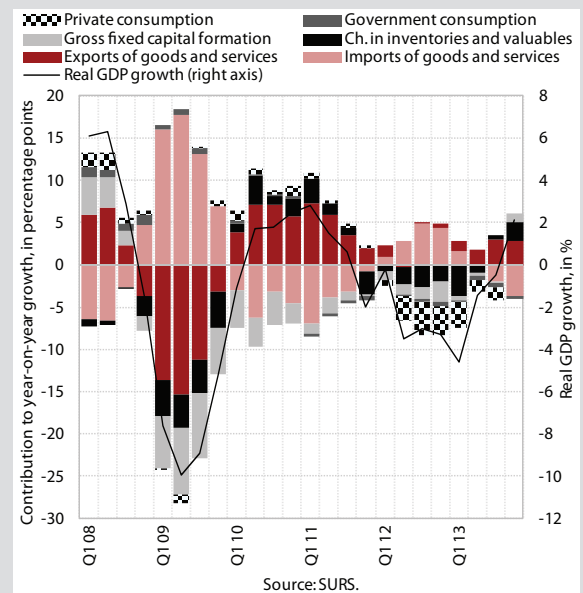 Private consumption
Government consumption
Gross fixed capital formation
Ch. in inventories and valuables
Exports of goods and services
Imports of goods and services
Real GDP growth (right axis)
20
8
15
6
10
4
5
2
0
0
-5
-2
-10
-4
-15
-6
-20
-8
-25
-10
-30
-12
Contribution to year-on-year growth, in percentage points
Real GDP growth, in %
Q1 08
Q1 09
Q1 10
Q1 11
Q1 12
Q1 13
Source: SURS.